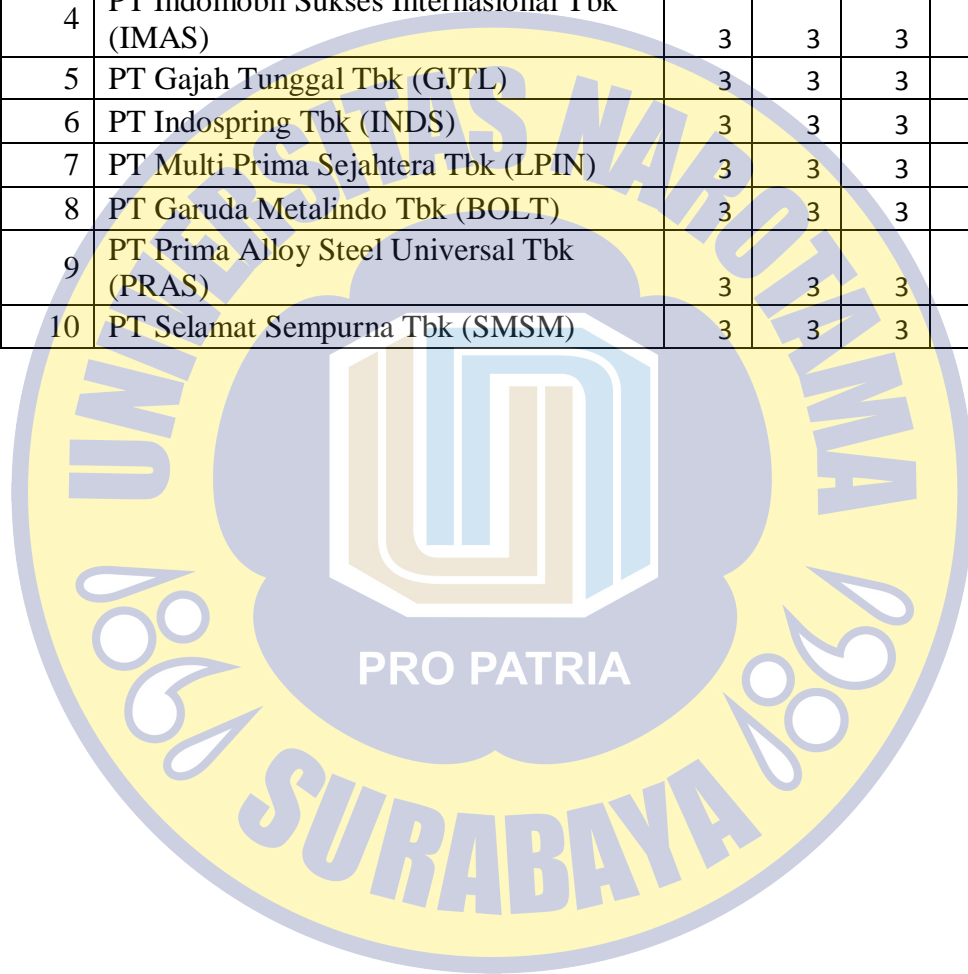 4 PT Indomobil Sukses Internasional Tbk
(IMAS) 3 3 3
5 PT Gajah Tunggal Tbk (GJTL) 3 3 3
6 PT Indospring Tbk (INDS) 3 3 3
7 PT Multi Prima Sejahtera Tbk (LPIN) 3 3 3
8 PT Garuda Metalindo Tbk (BOLT) 3 3 3
9 PT Prima Alloy Steel Universal Tbk
(PRAS) 3 3 3
10 PT Selamat Sempurna Tbk (SMSM) 3 3 3
UNIVERSITAS NAROTAMA
PRO PATRIA
SURABAYA